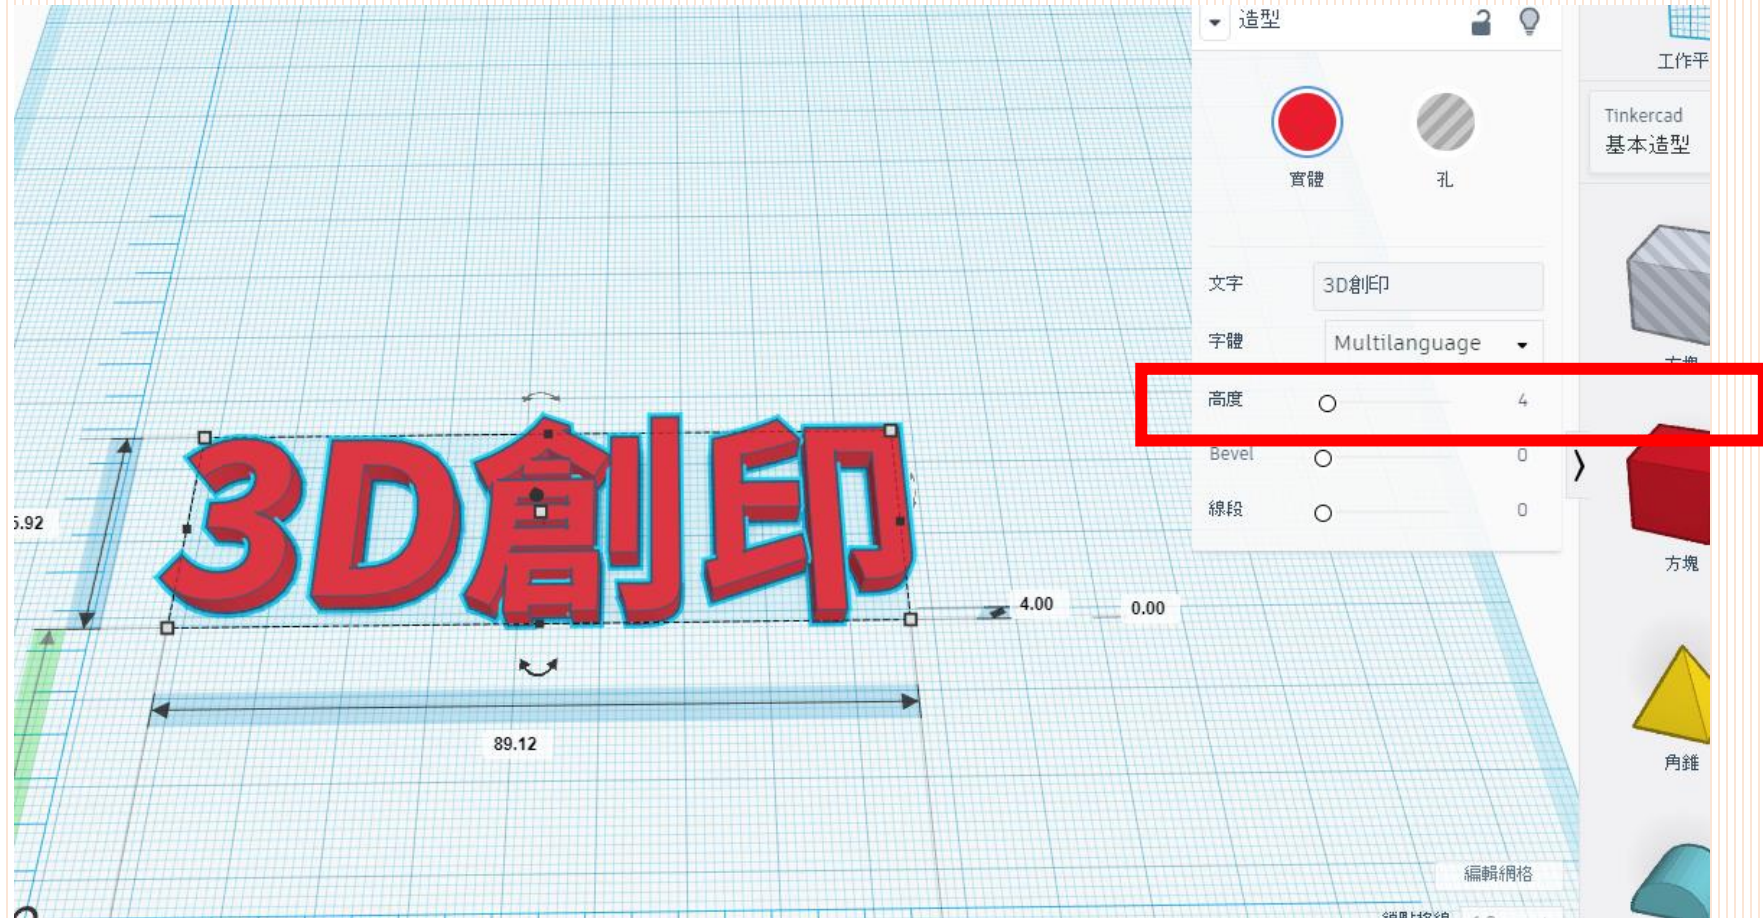 造型
工作平
Tinkercad
基本造型
實體
孔
文字
3D創印
字體
Multilanguage
方塊
高度
4
Bevel
0
線段
0
3D創印
5.92
4.00
0.00
89.12
方塊
角錐
編輯網格